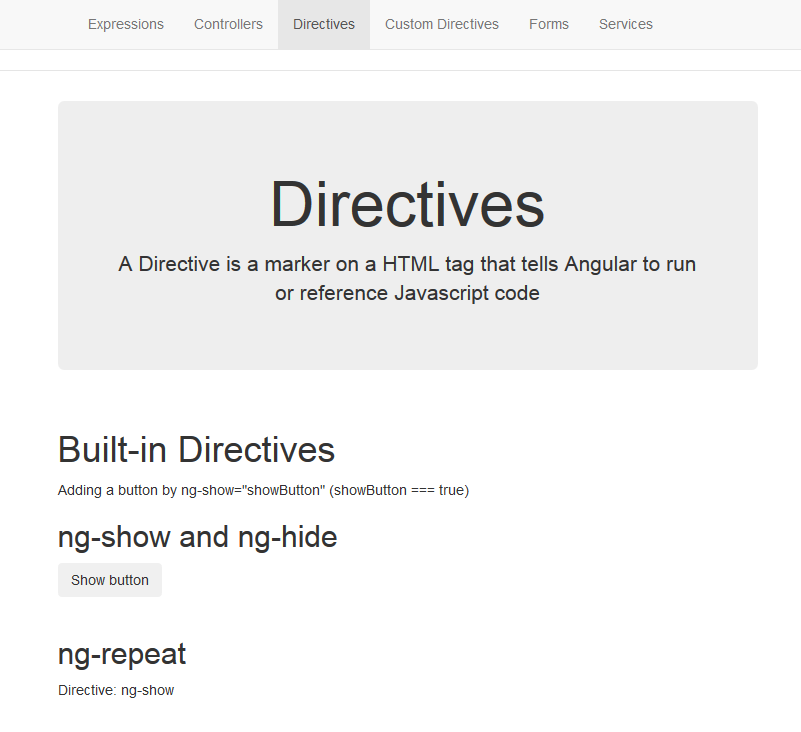 Expressions Controllers Directives Custom Directives Forms Services
Directives
A Directive is a marker on a HTML tag that tells Angular to run
or reference Javascript code
Built-in Directives
Adding a button by ng-show="showButton" (showButton === true)
ng-show and ng-hide
Show button
ng-repeat
Directive: ng-show